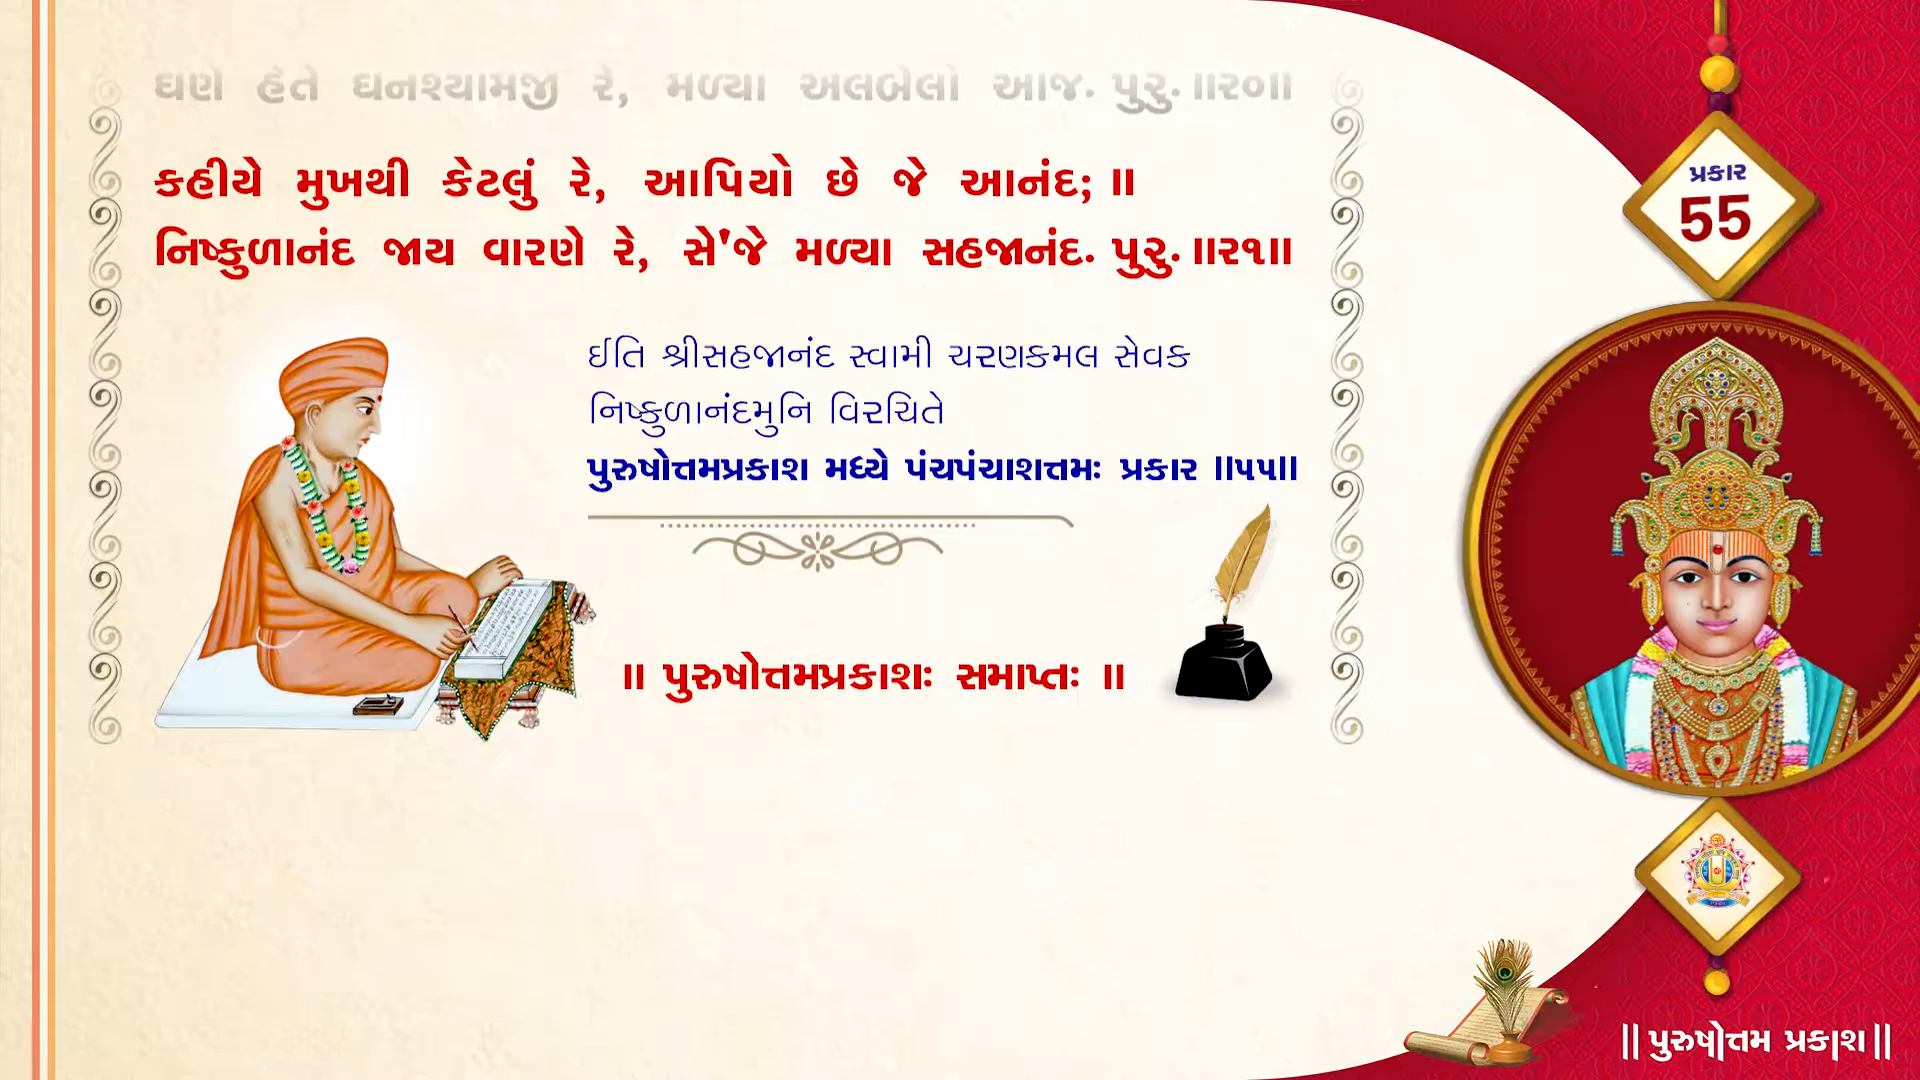 ઘણે હેતે ઘનશ્યામજી રે, મળ્યા અલબેલો આજ. પુરુ. ॥૨૦॥
કહીયે મુખથી કેટલું રે, આપિયો છે જે આનંદ; ॥
નિષ્કુળાનંદ જાય વારણે રે, સે'જે મળ્યા સહજાનંદ. પુરુ. ॥૨૧॥
ઈતિ શ્રીસહજાનંદ સ્વામી ચરણકમલ સેવક
નિષ્કુળાનંદમુનિ વિરચિતે
પુરુષોત્તમપ્રકાશ મધ્યે પંચપંચાશત્તમઃ પ્રકાર ॥૫૫॥
॥ પુરુષોત્તમપ્રકાશઃ સમાપ્તઃ ॥
પ્રકાર
55
॥ પુરુષોત્તમ પ્રકાશ ॥